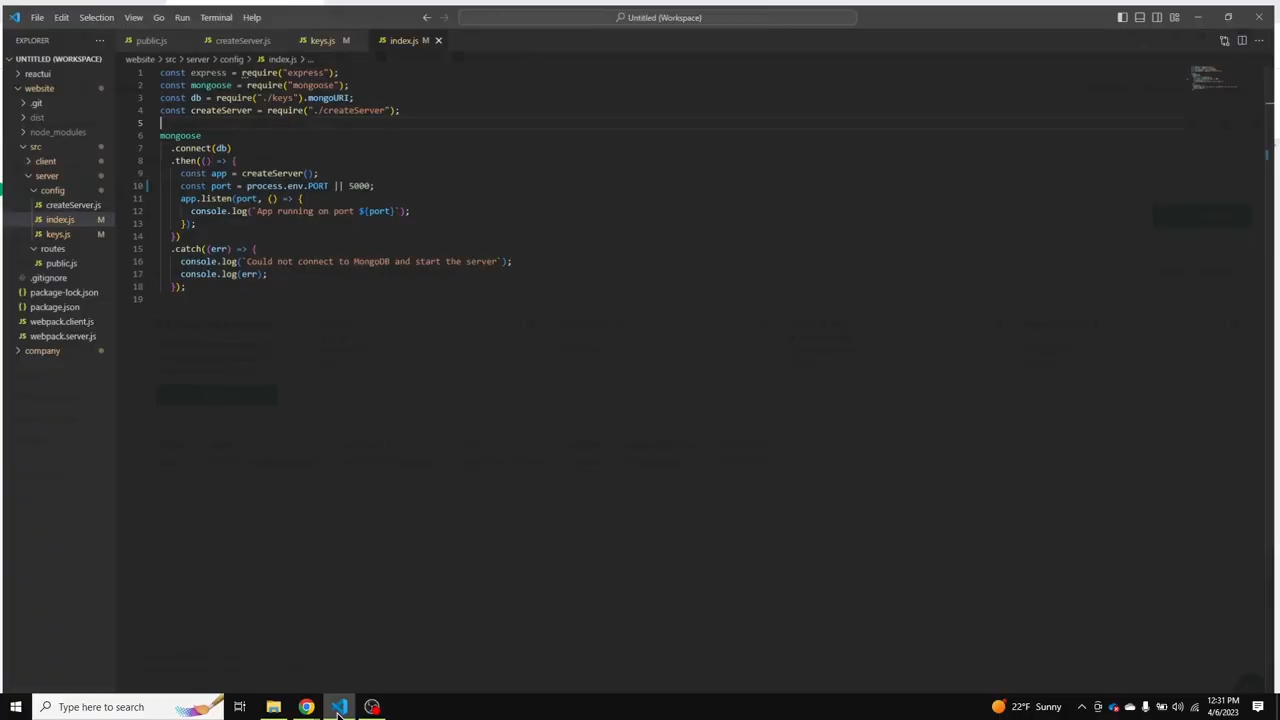 File Edit Selection View Go Run Terminal Help
Untitled (Workspace)
EXPLORER
public.js createServer.js keys.js M index.js M
UNTITLED (WORKSPACE)
website > src > server > config > index.js > ...
reactui
website
.git
dist
node_modules
src
client
server
config
createServer.js
index.js M
keys.js M
routes
public.js
.gitignore
package-lock.json
package.json
webpack.client.js
webpack.server.js
company
1 const express = require("express");
2 const mongoose = require("mongoose");
3 const db = require("./keys").mongoURI;
4 const createServer = require("./createServer");
5
6 mongoose
7 .connect(db)
8 .then(() => {
9 const app = createServer();
10 const port = process.env.PORT || 5000;
11 app.listen(port, () => {
12 console.log(`App running on port ${port}`);
13 });
14 })
15 .catch((err) => {
16 console.log(`Could not connect to MongoDB and start the server`);
17 console.log(err);
18 });
19
Type here to search
22°F Sunny
12:31 PM
4/6/2023